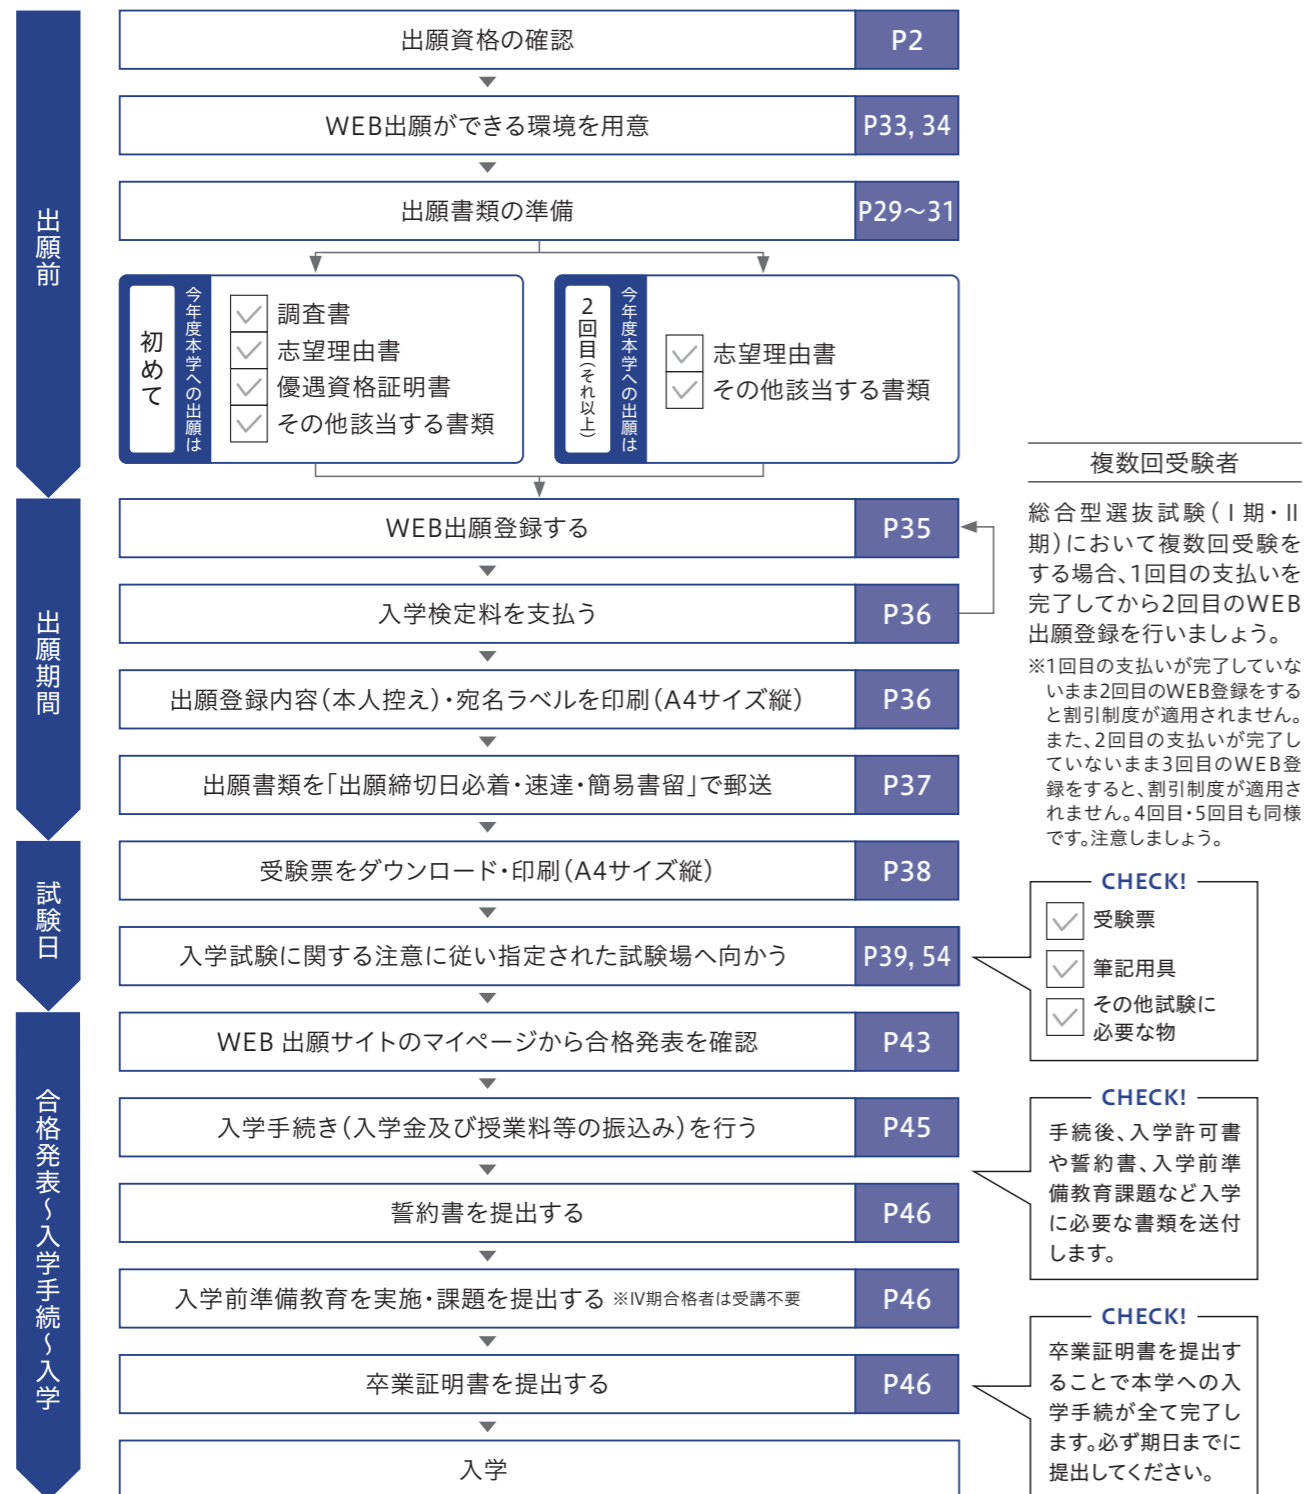 出願前
出願資格の確認 P2
WEB出願ができる環境を用意 P33, 34
出願書類の準備 P29～31
今年度本学への出願は
初めて
調査書
志望理由書
優遇資格証明書
その他該当する書類
今年度本学への出願は
2回目(それ以上)
志望理由書
その他該当する書類
出願期間
WEB出願登録する P35
入学検定料を支払う P36
出願登録内容(本人控え)・宛名ラベルを印刷(A4サイズ縦) P36
出願書類を「出願締切日必着・速達・簡易書留」で郵送 P37
複数回受験者
総合型選抜試験(Ⅰ期・Ⅱ
期)において複数回受験を
する場合、1回目の支払いを
完了してから2回目のWEB
出願登録を行いましょう。
※1回目の支払いが完了していな
いまま2回目のWEB登録をする
と割引制度が適用されません。
また、2回目の支払いが完了し
ていないまま3回目のWEB登
録をすると、割引制度が適用さ
れません。4回目・5回目も同様
です。注意しましょう。
試験日
受験票をダウンロード・印刷(A4サイズ縦) P38
入学試験に関する注意に従い指定された試験場へ向かう P39, 54
CHECK!
受験票
筆記用具
その他試験に
必要な物
合格発表～入学手続～入学
WEB 出願サイトのマイページから合格発表を確認 P43
入学手続き(入学金及び授業料等の振込み)を行う P45
誓約書を提出する P46
CHECK!
手続後、入学許可書
や誓約書、入学前準
備教育課題など入学
に必要な書類を送付
します。
入学前準備教育を実施・課題を提出する ※Ⅳ期合格者は受講不要 P46
卒業証明書を提出する P46
CHECK!
卒業証明書を提出す
ることで本学への入
学手続が全て完了し
ます。必ず期日までに
提出してください。
入学